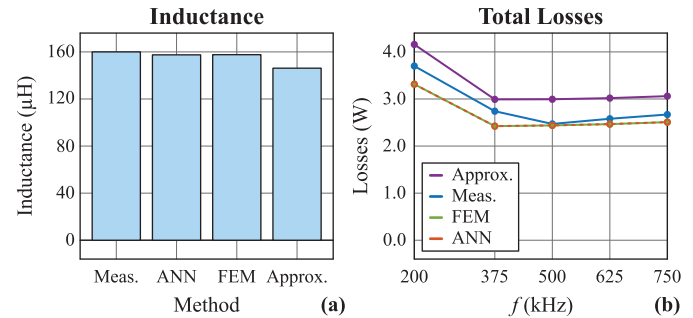 Inductance
Inductance (µH)
160
120
80
40
0
Meas. ANN FEM Approx.
Method
(a)
Total Losses
Losses (W)
4.0
3.0
2.0
1.0
0.0
Approx.
Meas.
FEM
ANN
200 375 500 625 750
f (kHz)
(b)